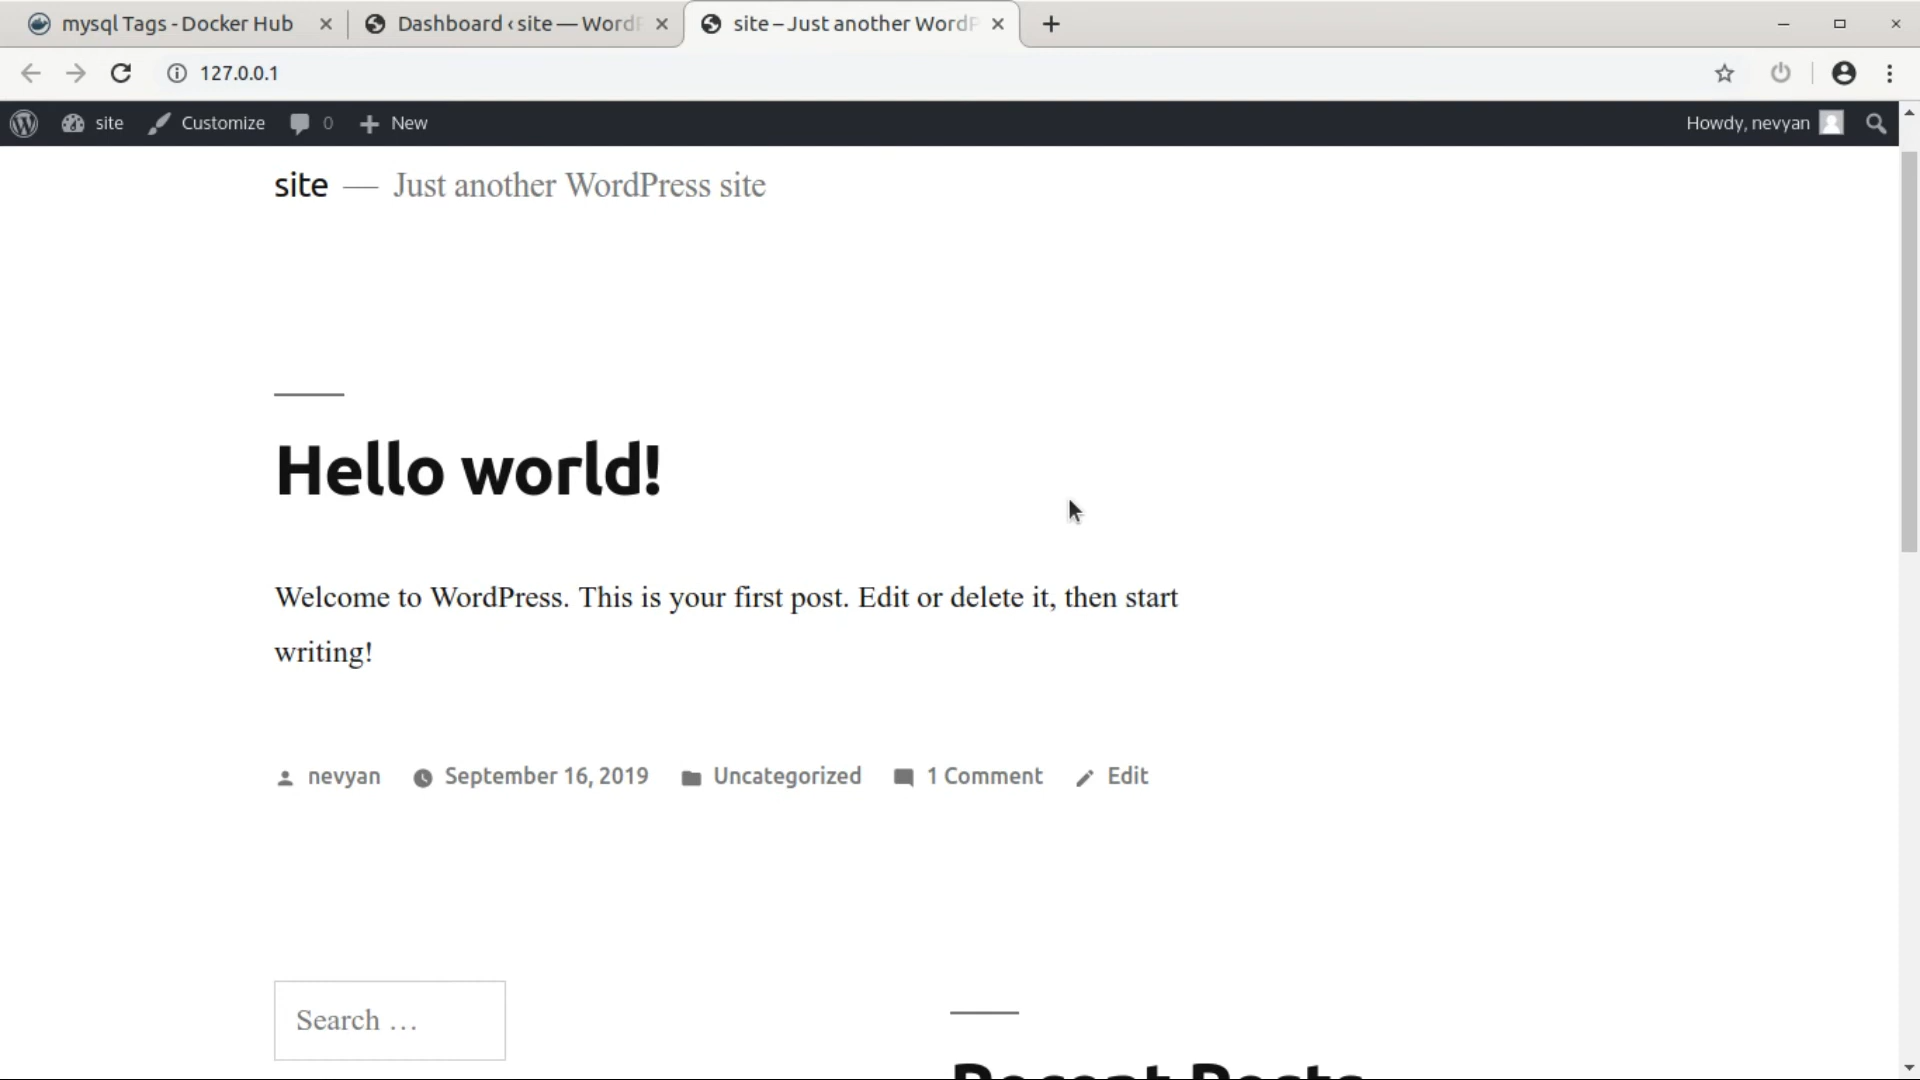 mysql Tags - Docker Hub
Dashboard ‹ site — Word
site – Just another Word
127.0.0.1
site
Customize
0
New
Howdy, nevyan
site — Just another WordPress site
Hello world!
Welcome to WordPress. This is your first post. Edit or delete it, then start
writing!
nevyan
September 16, 2019
Uncategorized
1 Comment
Edit
Search …
Recent Posts